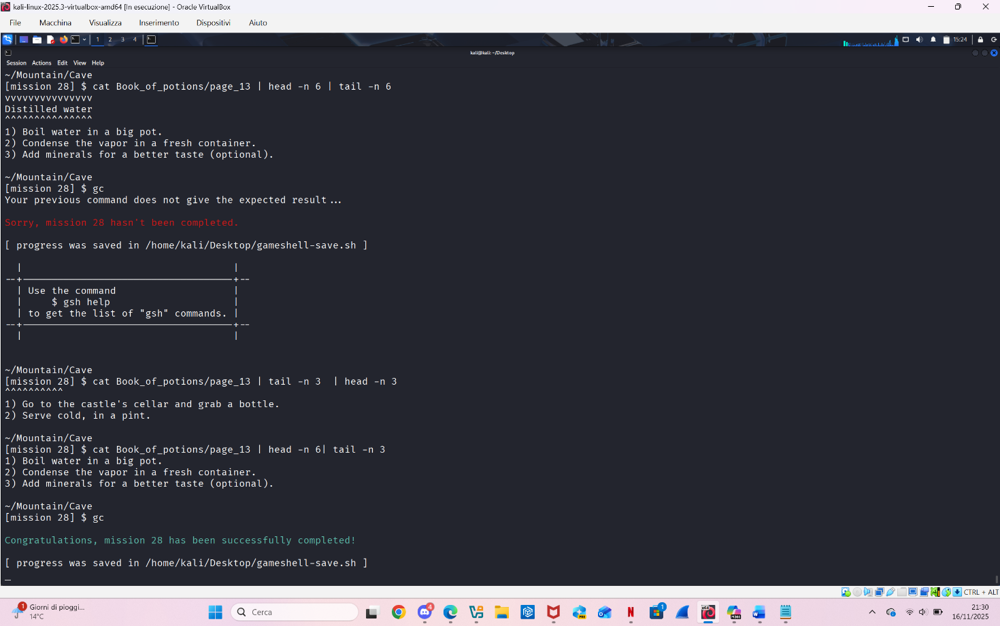 kali-linux-2025.3-virtualbox-amd64 [In esecuzione] - Oracle VirtualBox
File Macchina Visualizza Inserimento Dispositivi Aiuto
1 2 3 4 15:24
kali@kali: ~/Desktop
Session Actions Edit View Help
~/Mountain/Cave
[mission 28] $ cat Book_of_potions/page_13 | head -n 6 | tail -n 6
vvvvvvvvvvvvvvv
Distilled water
^^^^^^^^^^^^^^^
1) Boil water in a big pot.
2) Condense the vapor in a fresh container.
3) Add minerals for a better taste (optional).
~/Mountain/Cave
[mission 28] $ gc
Your previous command does not give the expected result...
Sorry, mission 28 hasn't been completed.
[ progress was saved in /home/kali/Desktop/gameshell-save.sh ]
Use the command
$ gsh help
to get the list of "gsh" commands.
~/Mountain/Cave
[mission 28] $ cat Book_of_potions/page_13 | tail -n 3  | head -n 3
^^^^^^^^^^
1) Go to the castle's cellar and grab a bottle.
2) Serve cold, in a pint.
~/Mountain/Cave
[mission 28] $ cat Book_of_potions/page_13 | head -n 6| tail -n 3
1) Boil water in a big pot.
2) Condense the vapor in a fresh container.
3) Add minerals for a better taste (optional).
~/Mountain/Cave
[mission 28] $ gc
Congratulations, mission 28 has been successfully completed!
[ progress was saved in /home/kali/Desktop/gameshell-save.sh ]
CTRL + ALT
1 Giorni di pioggi...
14°C
Cerca
4
1
21:30
16/11/2025